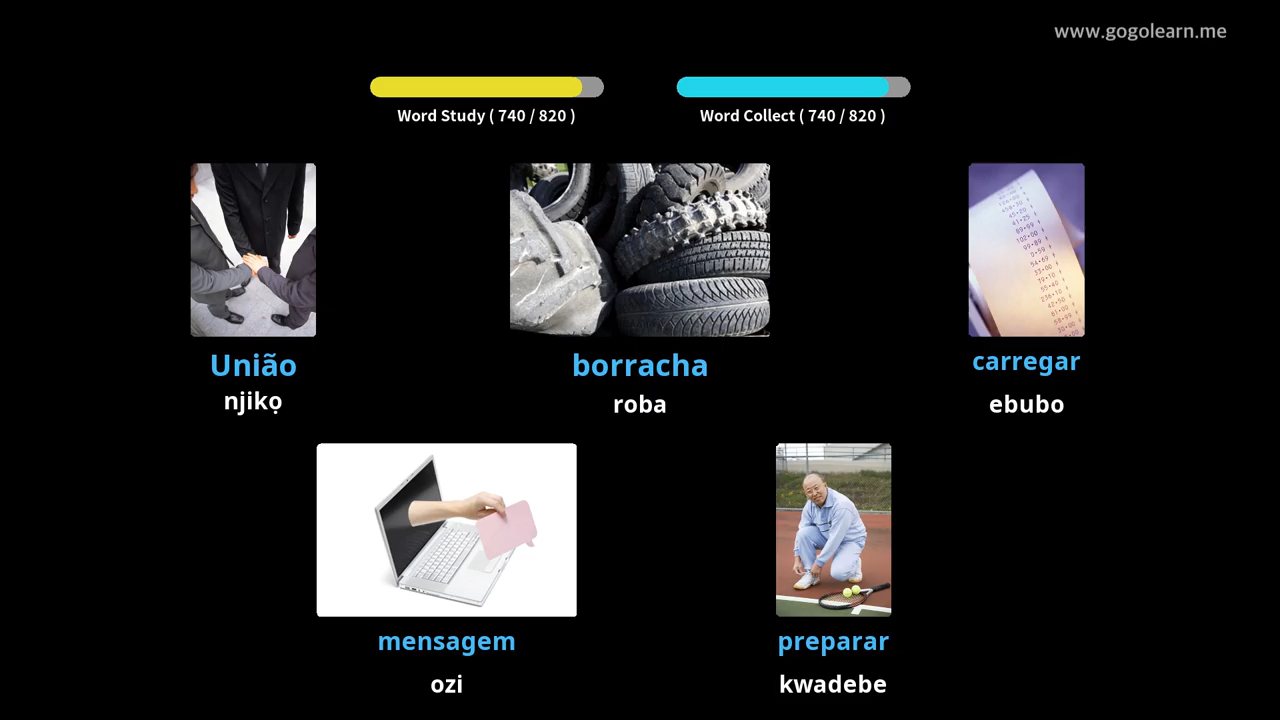 www.gogolearn.me
Word Study ( 740 / 820 )
Word Collect ( 740 / 820 )
União
borracha
carregar
njikọ
roba
ebubo
mensagem
preparar
ozi
kwadebe